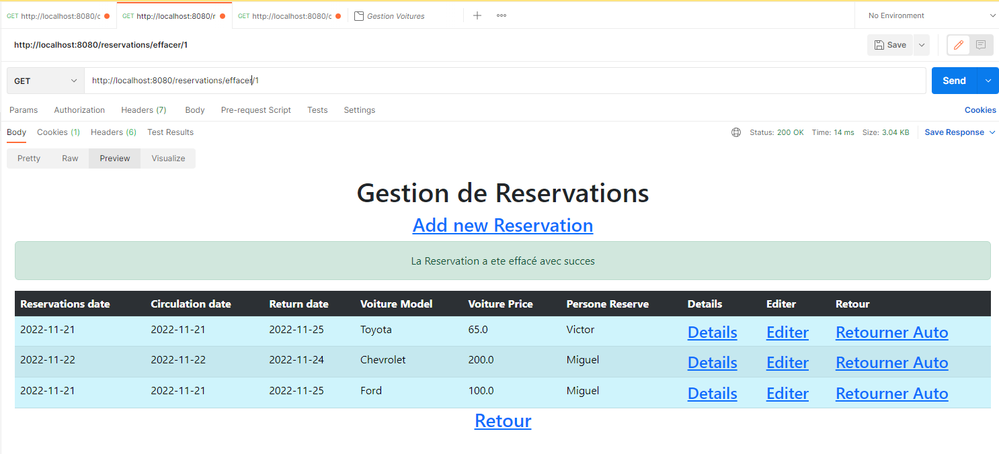 GET http://localhost:8080/c GET http://localhost:8080/r GET http://localhost:8080/c Gestion Voitures No Environment
http://localhost:8080/reservations/effacer/1 Save
GET http://localhost:8080/reservations/effacer/1 Send
Params Authorization Headers (7) Body Pre-request Script Tests Settings Cookies
Body Cookies (1) Headers (6) Test Results Status: 200 OK Time: 14 ms Size: 3.04 KB Save Response
Pretty Raw Preview Visualize
Gestion de Reservations
Add new Reservation
La Reservation a ete effacé avec succes
Reservations date Circulation date Return date Voiture Model Voiture Price Persone Reserve Details Editer Retour
2022-11-21 2022-11-21 2022-11-25 Toyota 65.0 Victor Details Editer Retourner Auto
2022-11-22 2022-11-22 2022-11-24 Chevrolet 200.0 Miguel Details Editer Retourner Auto
2022-11-21 2022-11-21 2022-11-25 Ford 100.0 Miguel Details Editer Retourner Auto
Retour